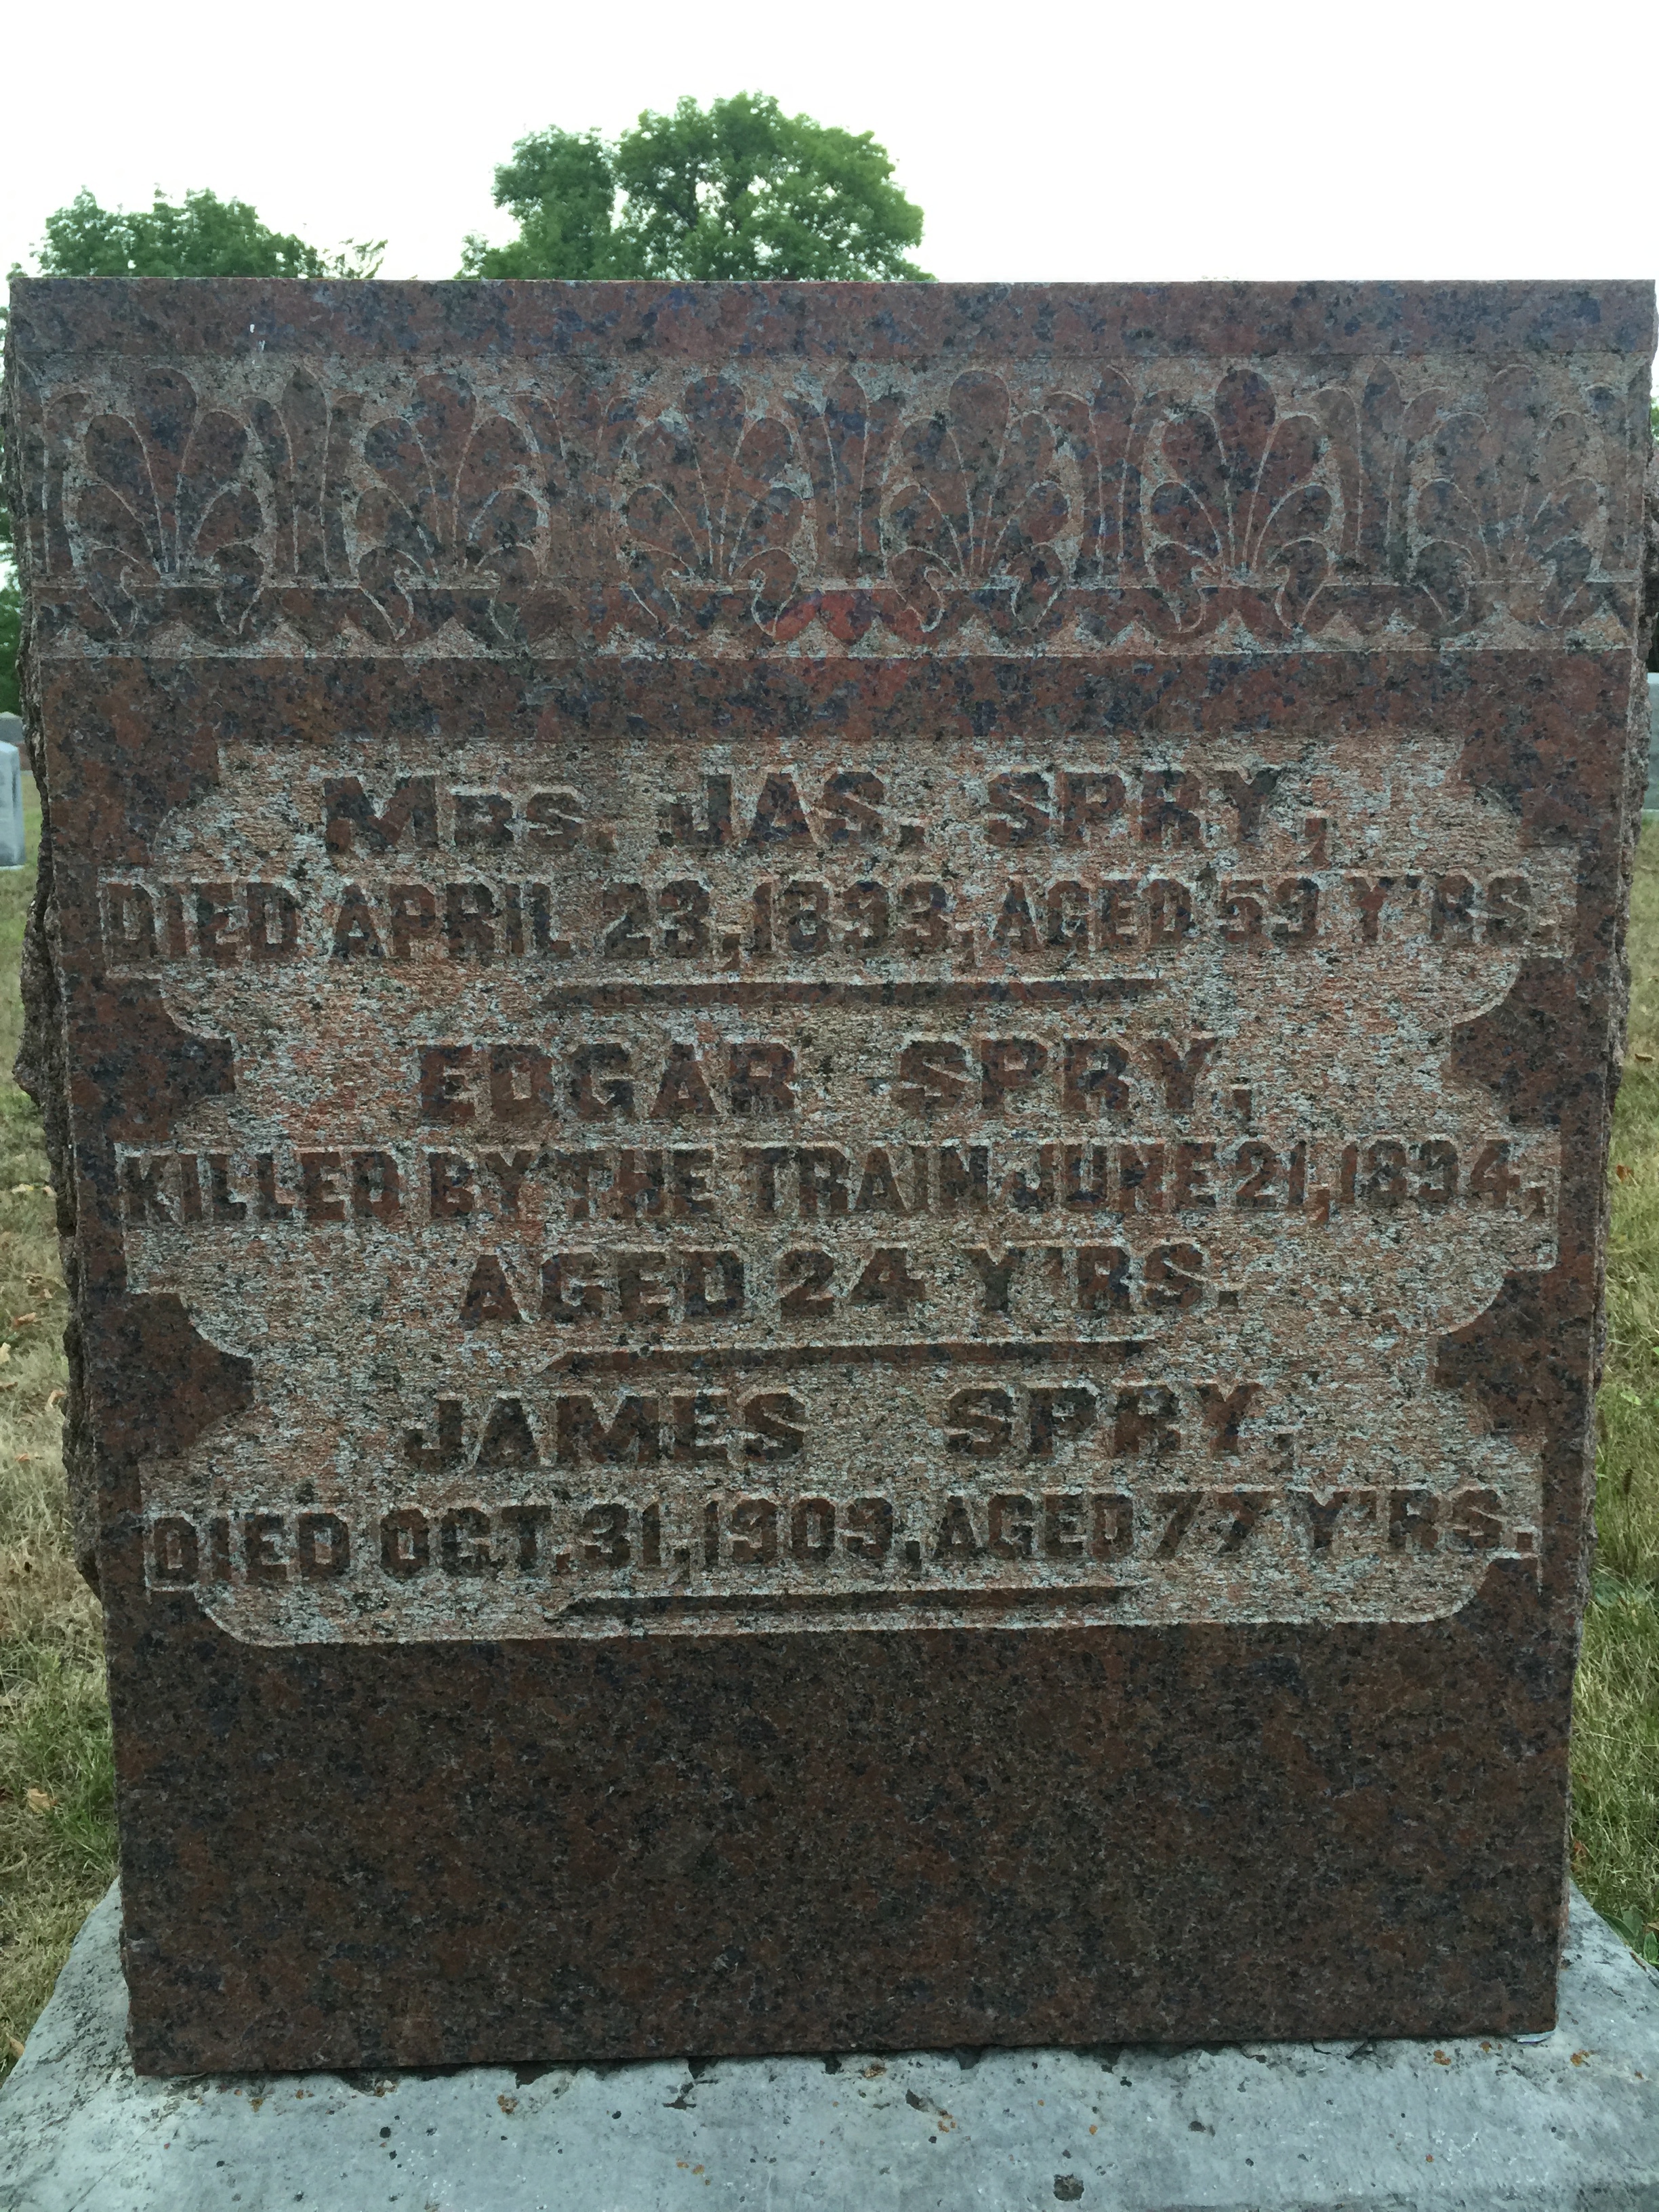 MRS. JAS. SPRY,
DIED APRIL 23, 1893, AGED 59 Y'RS.
EDGAR SPRY,
KILLED BY THE TRAIN JUNE 21, 1894,
AGED 24 Y'RS.
JAMES SPRY,
DIED OCT. 31, 1909, AGED 77 Y'RS.